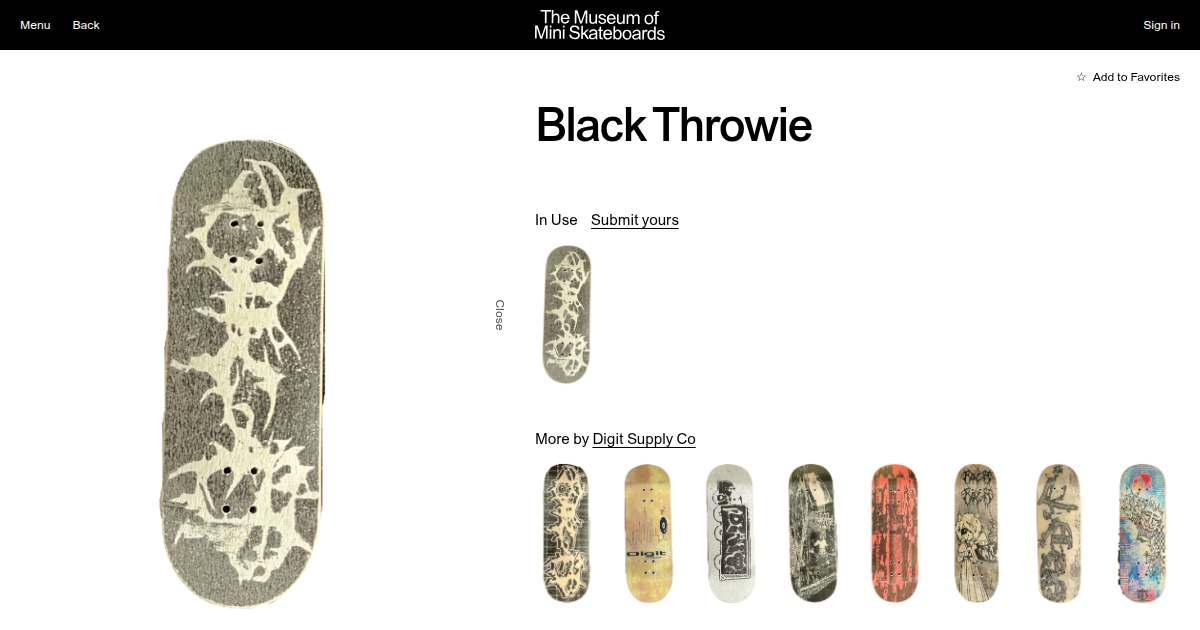 Menu
Back
The Museum of
Mini Skateboards
Sign in
☆ Add to Favorites
Black Throwie
In Use
Submit yours
Close
More by Digit Supply Co
Digit